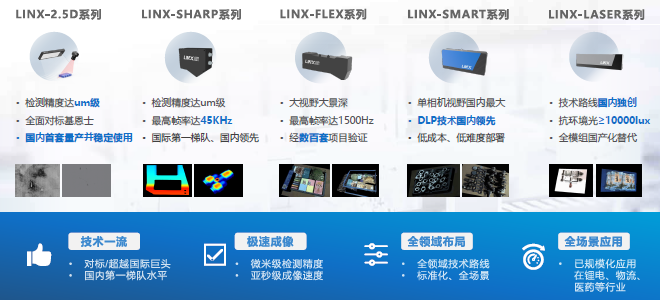 LINX-2.5D系列
LINX-SHARP系列
LINX-FLEX系列
LINX-SMART系列
LINX-LASER系列
• 检测精度达um级
• 全面对标基恩士
• 国内首套量产并稳定使用
• 检测精度达um级
• 最高帧率达45KHz
• 国际第一梯队、国内领先
• 大视野大景深
• 最高帧率达1500Hz
• 经数百套项目验证
• 单相机视野国内最大
• DLP技术国内领先
• 低成本、低难度部署
• 技术路线国内独创
• 抗环境光≥10000lux
• 全模组国产化替代
技术一流
• 对标/超越国际巨头
• 国内第一梯队水平
极速成像
• 微米级检测精度
• 亚秒级成像速度
全领域布局
• 全领域技术路线
• 标准化、全场景
全场景应用
• 已规模化应用
在锂电、物流、
医药等行业